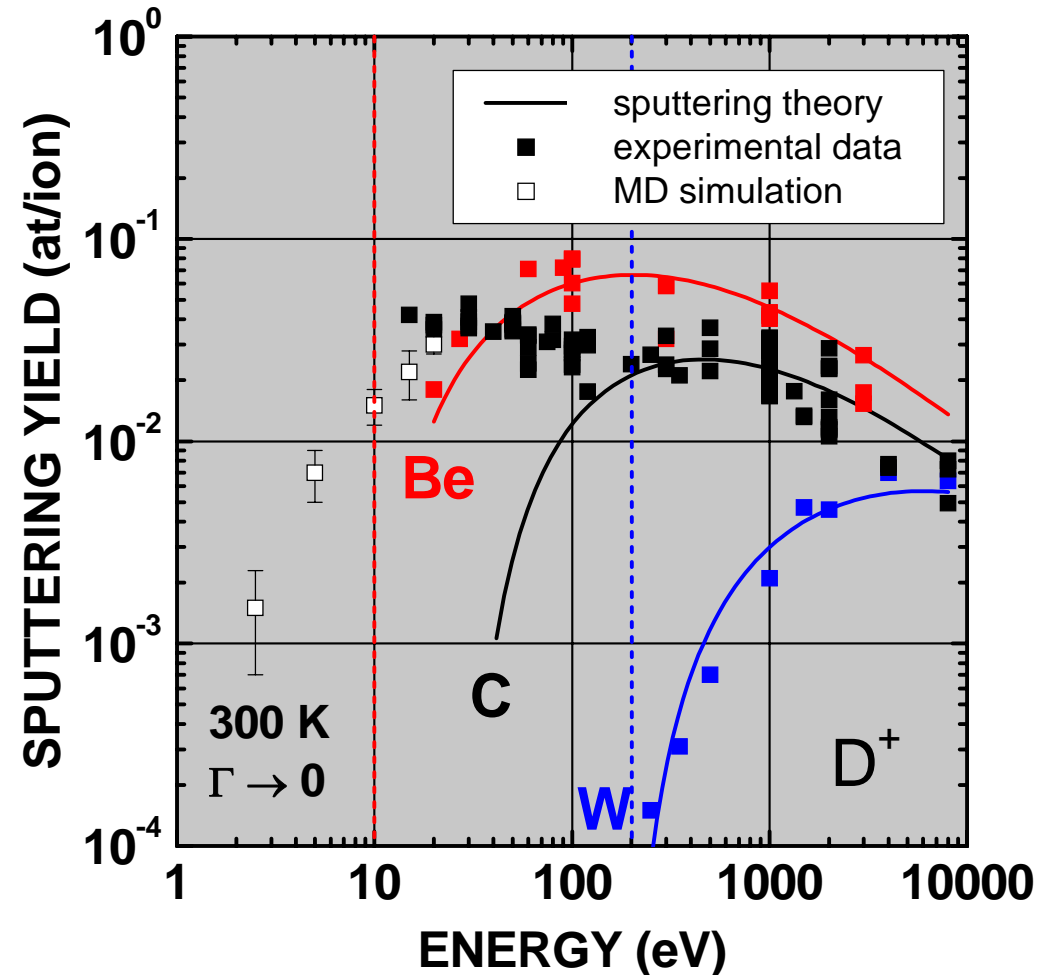 SPUTTERING YIELD (at/ion)
10⁰
10⁻¹
10⁻²
10⁻³
10⁻⁴
sputtering theory
experimental data
MD simulation
Be
C
W
D⁺
300 K
Γ → 0
1
10
100
1000
10000
ENERGY (eV)